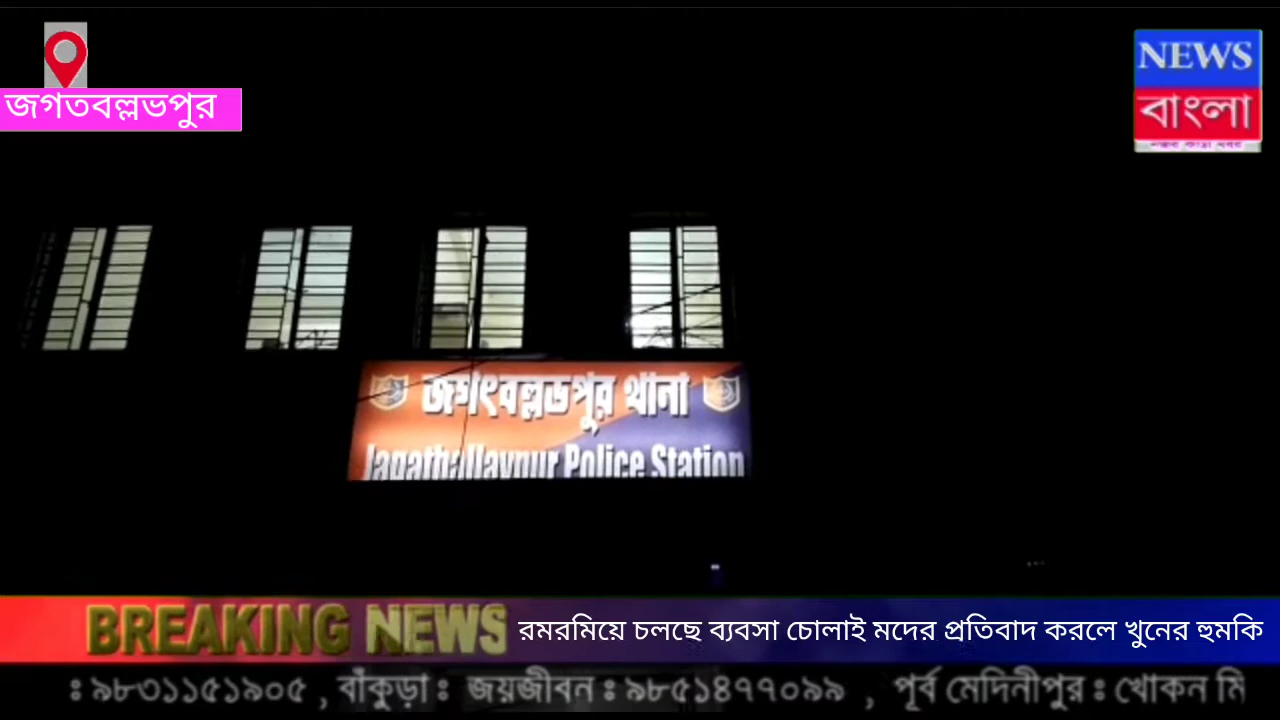 জগতবল্লভপুর
NEWS
বাংলা
জগৎবল্লভপুর থানা
Jagatballavpur Police Station
BREAKING NEWS রমরমিয়ে চলছে ব্যবসা চোলাই মদের প্রতিবাদ করলে খুনের হুমকি
ঃ ৯৮৩১১৫১৯০৫ , বাঁকুড়া ঃ জয়জীবন ঃ ৯৮৫১৪৭৭০৯৯ , পূর্ব মেদিনীপুর ঃ খোকন মি